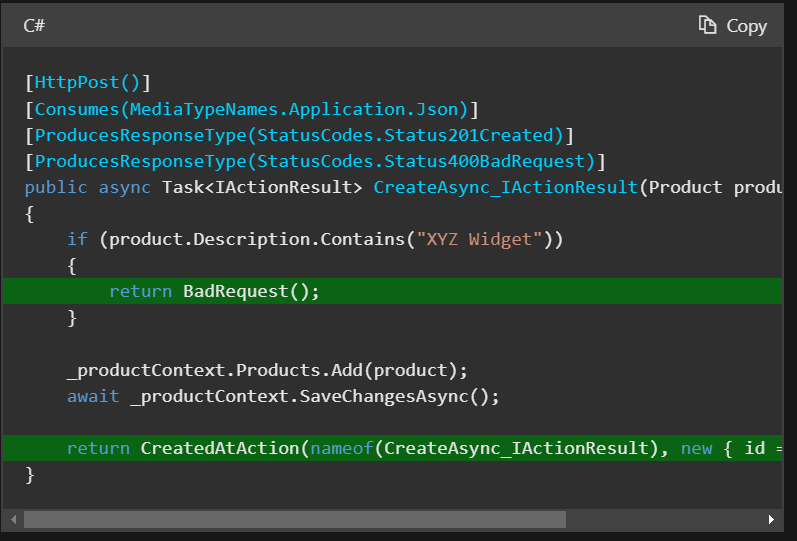 C#
Copy
[HttpPost()]
[Consumes(MediaTypeNames.Application.Json)]
[ProducesResponseType(StatusCodes.Status201Created)]
[ProducesResponseType(StatusCodes.Status400BadRequest)]
public async Task<IActionResult> CreateAsync_IActionResult(Product produ
{
    if (product.Description.Contains("XYZ Widget"))
    {
        return BadRequest();
    }
    _productContext.Products.Add(product);
    await _productContext.SaveChangesAsync();
    return CreatedAtAction(nameof(CreateAsync_IActionResult), new { id =
}